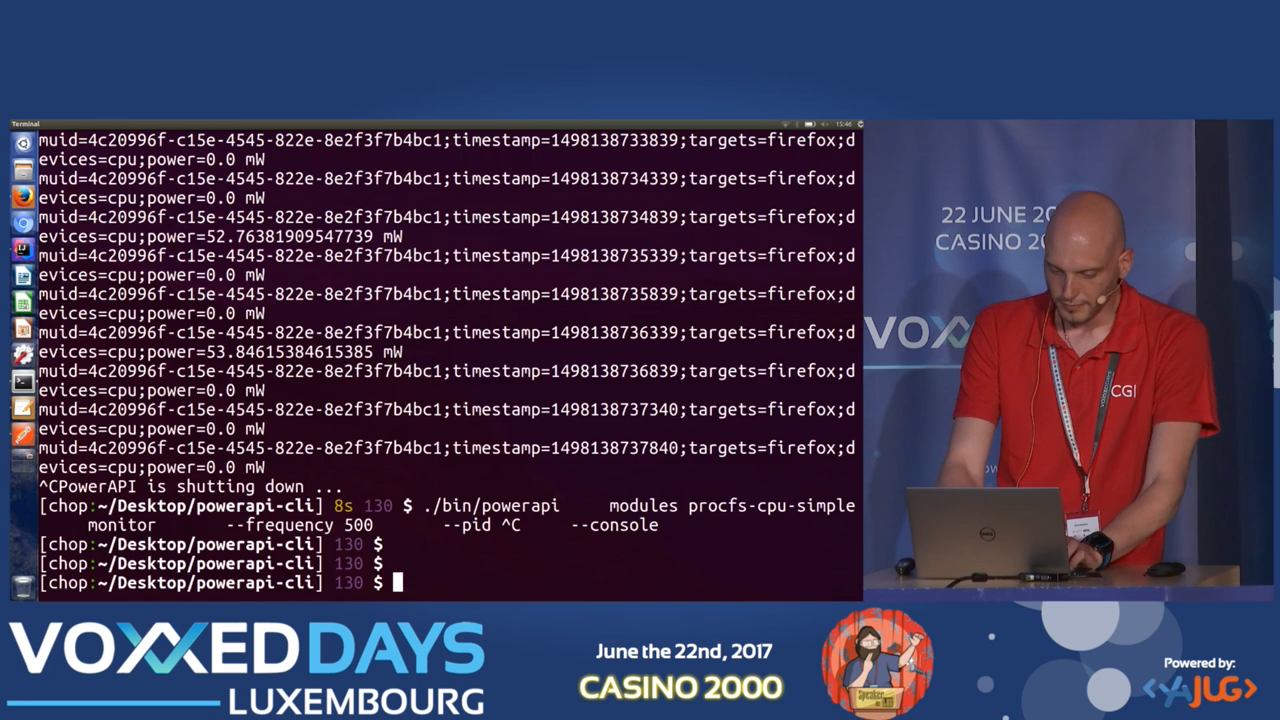 Terminal
15:46
muid=4c20996f-c15e-4545-822e-8e2f3f7b4bc1;timestamp=1498138733839;targets=firefox;d
evices=cpu;power=0.0 mW
muid=4c20996f-c15e-4545-822e-8e2f3f7b4bc1;timestamp=1498138734339;targets=firefox;d
evices=cpu;power=0.0 mW
muid=4c20996f-c15e-4545-822e-8e2f3f7b4bc1;timestamp=1498138734839;targets=firefox;d
evices=cpu;power=52.76381909547739 mW
muid=4c20996f-c15e-4545-822e-8e2f3f7b4bc1;timestamp=1498138735339;targets=firefox;d
evices=cpu;power=0.0 mW
muid=4c20996f-c15e-4545-822e-8e2f3f7b4bc1;timestamp=1498138735839;targets=firefox;d
evices=cpu;power=0.0 mW
muid=4c20996f-c15e-4545-822e-8e2f3f7b4bc1;timestamp=1498138736339;targets=firefox;d
evices=cpu;power=53.84615384615385 mW
muid=4c20996f-c15e-4545-822e-8e2f3f7b4bc1;timestamp=1498138736839;targets=firefox;d
evices=cpu;power=0.0 mW
muid=4c20996f-c15e-4545-822e-8e2f3f7b4bc1;timestamp=1498138737340;targets=firefox;d
evices=cpu;power=0.0 mW
muid=4c20996f-c15e-4545-822e-8e2f3f7b4bc1;timestamp=1498138737840;targets=firefox;d
evices=cpu;power=0.0 mW
^CPowerAPI is shutting down ...
[chop:~/Desktop/powerapi-cli] 8s 130 $ ./bin/powerapi modules procfs-cpu-simple
monitor --frequency 500 --pid ^C --console
[chop:~/Desktop/powerapi-cli] 130 $
[chop:~/Desktop/powerapi-cli] 130 $
[chop:~/Desktop/powerapi-cli] 130 $
22 JUNE 20
CASINO 20
VOXX
CGI
DELL
VOXXED DAYS
LUXEMBOURG
June the 22nd, 2017
CASINO 2000
Speaker
Powered by:
YAJUG